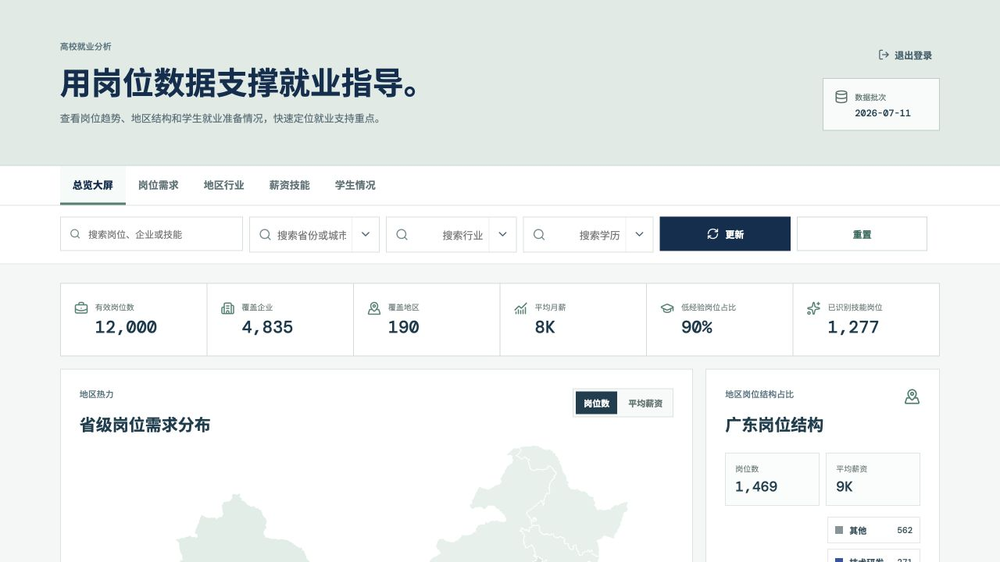 高校就业分析
用岗位数据支撑就业指导。
查看岗位趋势、地区结构和学生就业准备情况，快速定位就业支持重点。
退出登录
数据批次
2026-07-11
总览大屏
岗位需求
地区行业
薪资技能
学生情况
搜索岗位、企业或技能
搜索省份或城市
搜索行业
搜索学历
更新
重置
有效岗位数
12,000
覆盖企业
4,835
覆盖地区
190
平均月薪
8K
低经验岗位占比
90%
已识别技能岗位
1,277
地区热力
省级岗位需求分布
岗位数
平均薪资
地区岗位结构占比
广东岗位结构
岗位数
1,469
平均薪资
9K
其他 562
技术研发 271